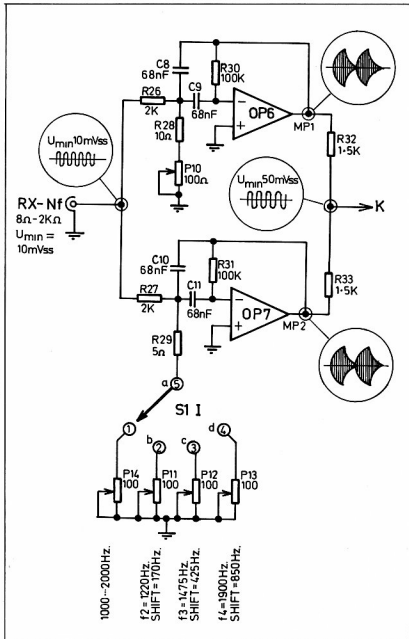 C8
68nF
R30
100K
R26
2K
C9
68nF
R28
10Ω
P10
100Ω
OP6
MP1
Umin 10mVss
RX-Nf
8Ω-2KΩ
Umin =
10mVss
R32
1·5K
Umin 50mVss
K
C10
68nF
R31
100K
R27
2K
C11
68nF
R29
5Ω
OP7
MP2
R33
1·5K
a
5
S1 I
1
b
2
c
3
d
4
P14
100
P11
100
P12
100
P13
100
1000---2000Hz.
f2=1220Hz.
SHIFT=170Hz.
f3=1475Hz.
SHIFT=425Hz.
f4=1900Hz.
SHIFT=850Hz.